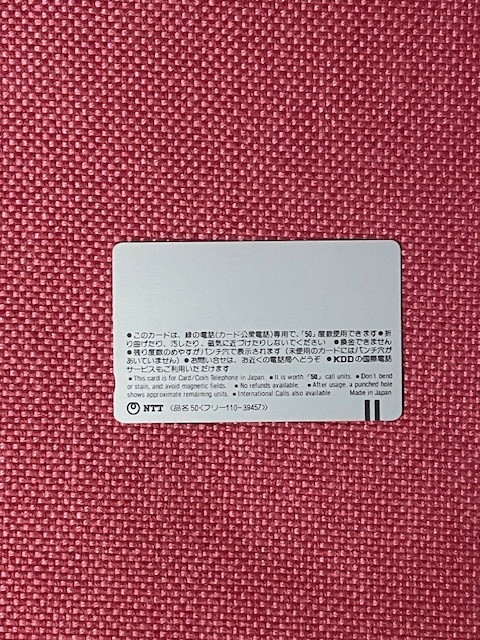 ●このカードは、緑の電話(カード公衆電話)専用で、「50」度数使用できます●折
り曲げたり、汚したり、磁気に近づけたりしないでください ●換金できません
●残り度数のめやすがパンチ穴で表示されます(未使用のカードにはパンチ穴が
あいていません)●お問い合せは、お近くの電話局へどうぞ ●KDDの国際電話
サービスもご利用いただけます
●This card is for Card/Coin Telephone in Japan. ●It is worth「50」call units. ●Don't bend
or stain, and avoid magnetic fields. ●No refunds available. ●After usage, a punched hole
shows approximate remaining units. ●International Calls also available. Made in Japan
NTT 〈品名 50<フリー110-39457〉